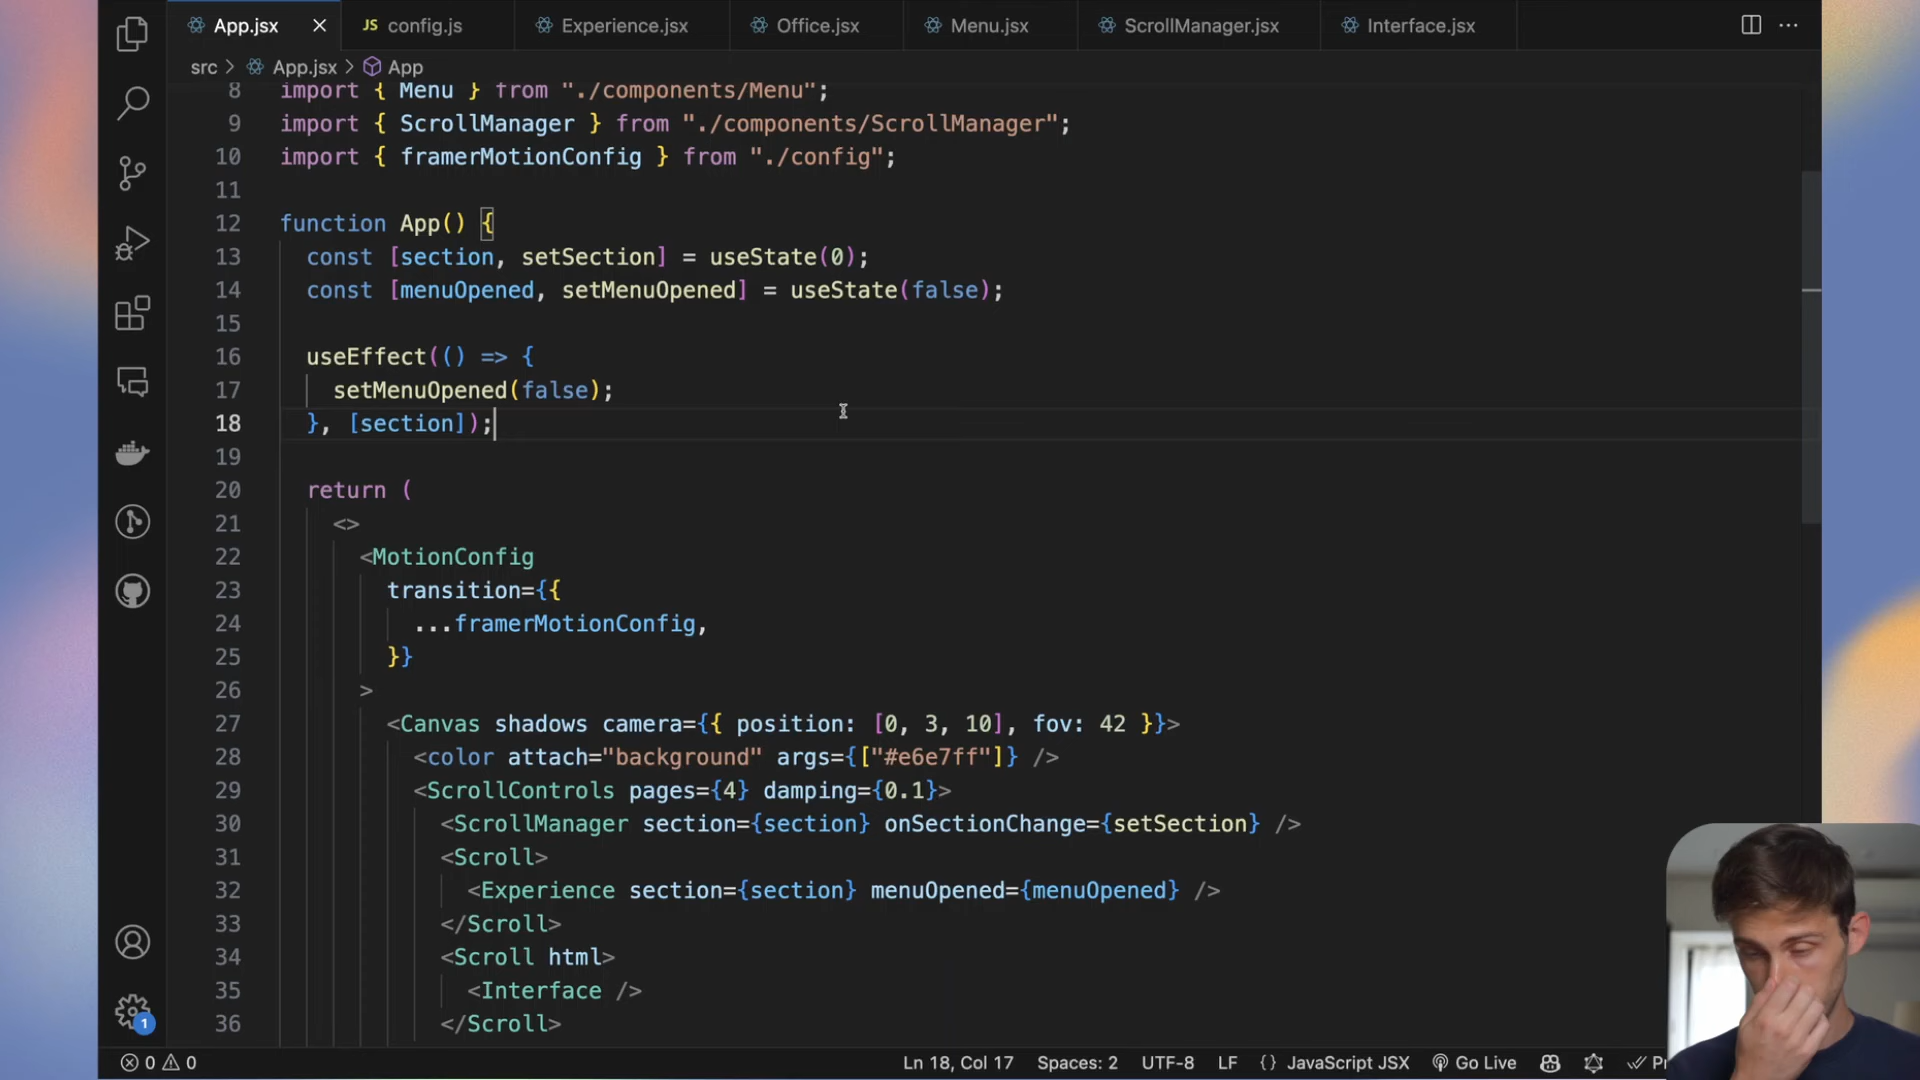 App.jsx
JS config.js
Experience.jsx
Office.jsx
Menu.jsx
ScrollManager.jsx
Interface.jsx
src > App.jsx > App
8 import { Menu } from "./components/Menu";
9 import { ScrollManager } from "./components/ScrollManager";
10 import { framerMotionConfig } from "./config";
11
12 function App() {
13 const [section, setSection] = useState(0);
14 const [menuOpened, setMenuOpened] = useState(false);
15
16 useEffect(() => {
17 setMenuOpened(false);
18 }, [section]);
19
20 return (
21 <>
22 <MotionConfig
23 transition={{
24 ...framerMotionConfig,
25 }}
26 >
27 <Canvas shadows camera={{ position: [0, 3, 10], fov: 42 }}>
28 <color attach="background" args={["#e6e7ff"]} />
29 <ScrollControls pages={4} damping={0.1}>
30 <ScrollManager section={section} onSectionChange={setSection} />
31 <Scroll>
32 <Experience section={section} menuOpened={menuOpened} />
33 </Scroll>
34 <Scroll html>
35 <Interface />
36 </Scroll>
1
0 0 Ln 18, Col 17 Spaces: 2 UTF-8 LF {} JavaScript JSX Go Live